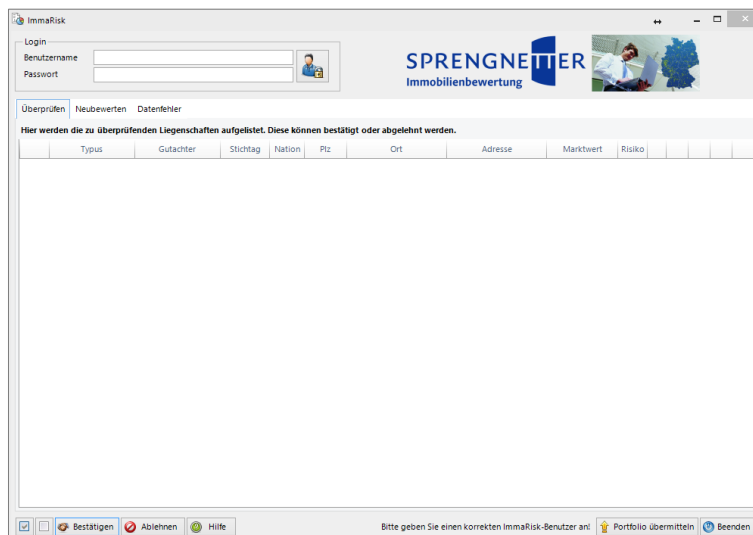 ImmaRisk
Login
Benutzername
Passwort
SPRENGNETTER
Immobilienbewertung
Überprüfen Neubewerten Datenfehler
Hier werden die zu überprüfenden Liegenschaften aufgelistet. Diese können bestätigt oder abgelehnt werden.
Typus Gutachter Stichtag Nation Plz Ort Adresse Marktwert Risiko
Bestätigen Ablehnen Hilfe Bitte geben Sie einen korrekten ImmaRisk-Benutzer an! Portfolio übermitteln Beenden